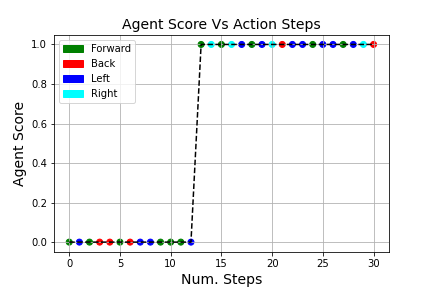 Agent Score Vs Action Steps
Forward
Back
Left
Right
1.0
0.8
0.6
0.4
0.2
0.0
Agent Score
0 5 10 15 20 25 30
Num. Steps